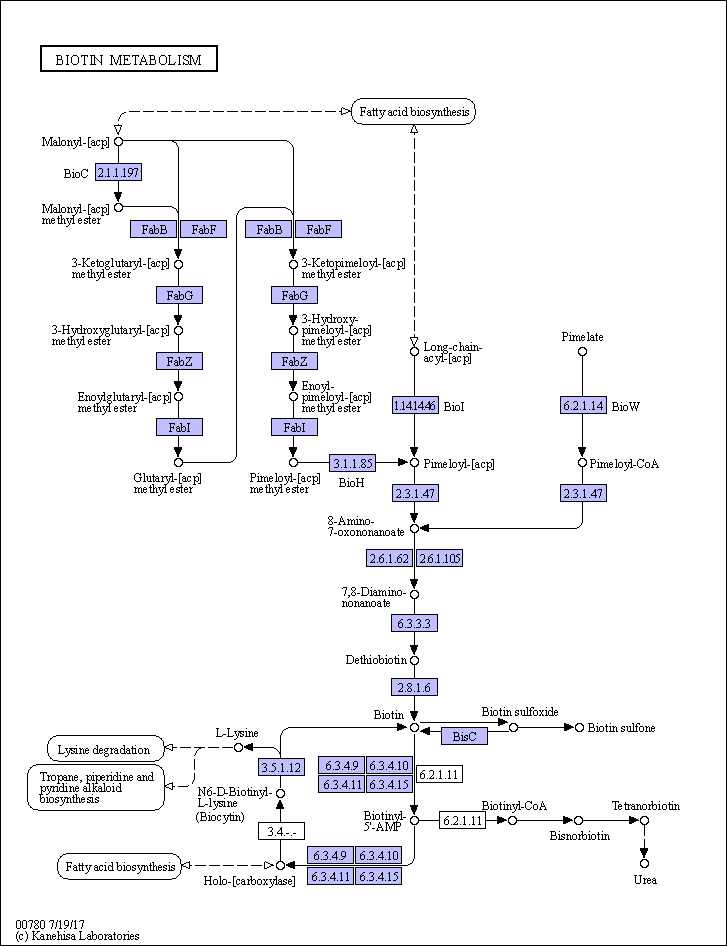 BIOTIN METABOLISM
Fatty acid biosynthesis
Malonyl-[acp]
BioC
2.1.1.197
Malonyl-[acp]
methyl ester
FabB
FabF
FabB
FabF
3-Ketoglutaryl-[acp]
methyl ester
3-Ketopimeloyl-[acp]
methyl ester
FabG
FabG
3-Hydroxyglutaryl-[acp]
methyl ester
3-Hydroxy-
pimeloyl-[acp]
methyl ester
Long-chain-
acyl-[acp]
Pimelate
FabZ
FabZ
Enoylglutaryl-[acp]
methyl ester
Enoyl-
pimeloyl-[acp]
methyl ester
1.14.14.46
BioI
6.2.1.14
BioW
FabI
FabI
Glutaryl-[acp]
methyl ester
Pimeloyl-[acp]
methyl ester
3.1.1.85
BioH
Pimeloyl-[acp]
Pimeloyl-CoA
2.3.1.47
2.3.1.47
8-Amino-
7-oxononanoate
2.6.1.62
2.6.1.105
7,8-Diamino-
nonanoate
6.3.3.3
Dethiobiotin
2.8.1.6
Biotin
Biotin sulfoxide
Biotin sulfone
BisC
L-Lysine
Lysine degradation
Tropane, piperidine and
pyridine alkaloid
biosynthesis
3.5.1.12
6.3.4.9
6.3.4.10
6.3.4.11
6.3.4.15
6.2.1.11
N6-D-Biotinyl-
L-lysine
(Biocytin)
Biotinyl-
5'-AMP
6.2.1.11
Biotinyl-CoA
Bisnorbiotin
Tetranorbiotin
Urea
3.4.-.-
Fatty acid biosynthesis
Holo-[carboxylase]
6.3.4.9
6.3.4.10
6.3.4.11
6.3.4.15
00780 7/19/17
(c) Kanehisa Laboratories